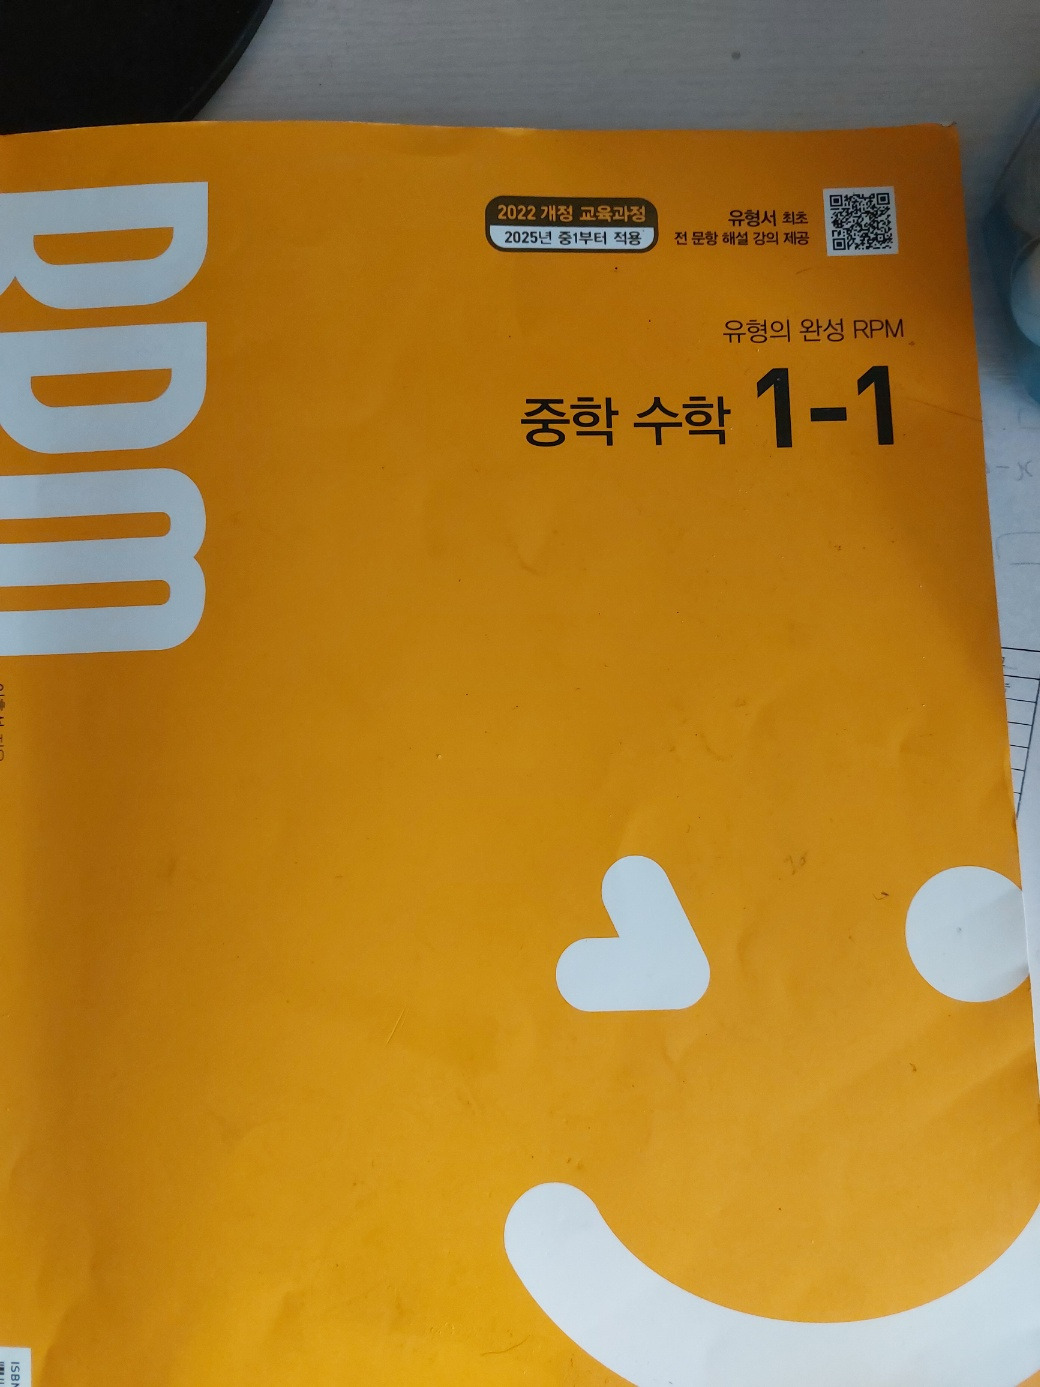 2022 개정 교육과정
2025년 중1부터 적용
유형서 최초
전 문항 해설 강의 제공
유형의 완성 RPM
중학 수학 1-1
RPM
ISBN